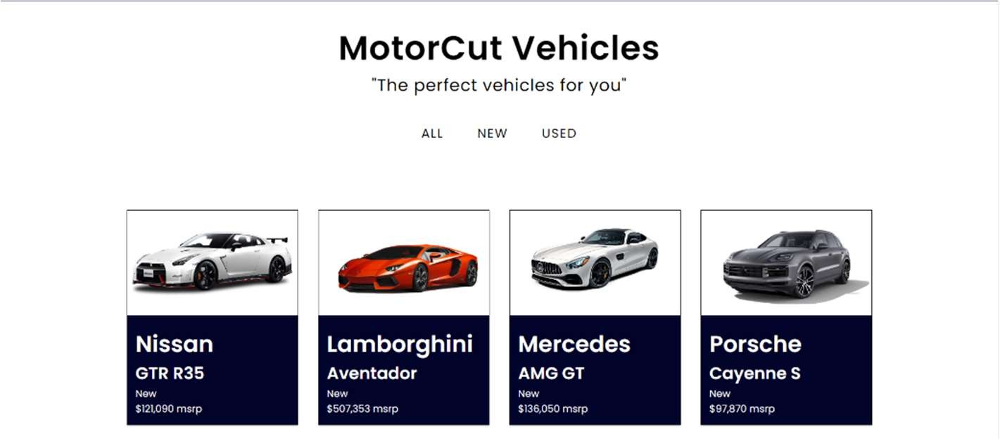 MotorCut Vehicles
"The perfect vehicles for you"
ALL NEW USED
Nissan
GTR R35
New
$121,090 msrp
Lamborghini
Aventador
New
$507,353 msrp
Mercedes
AMG GT
New
$136,050 msrp
Porsche
Cayenne S
New
$97,870 msrp